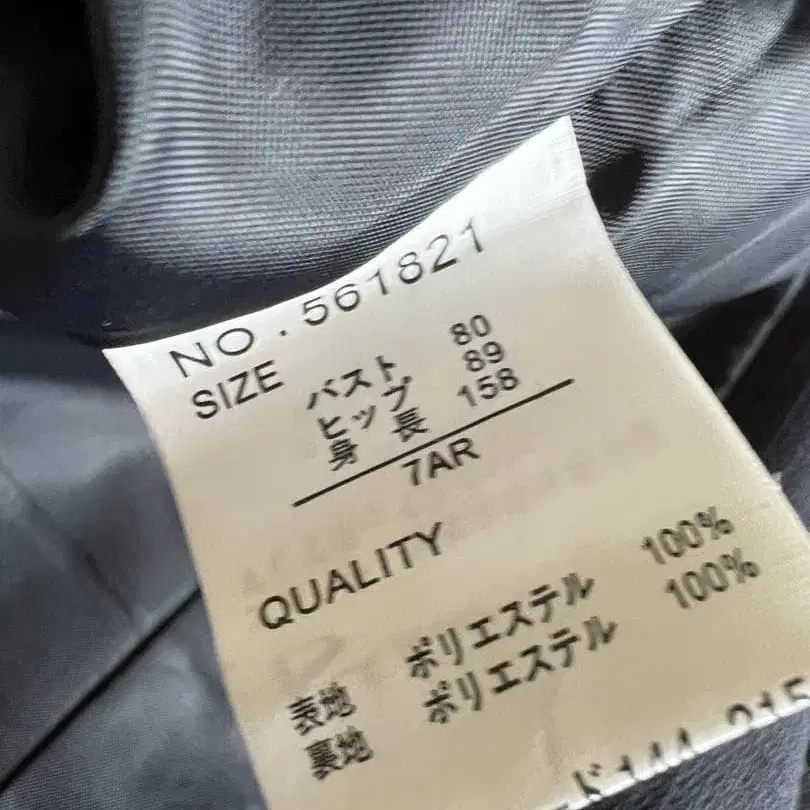 NO.561821
SIZE
バスト 80
ヒップ 89
身長 158
7AR
QUALITY
表地 ポリエステル 100%
裏地 ポリエステル 100%